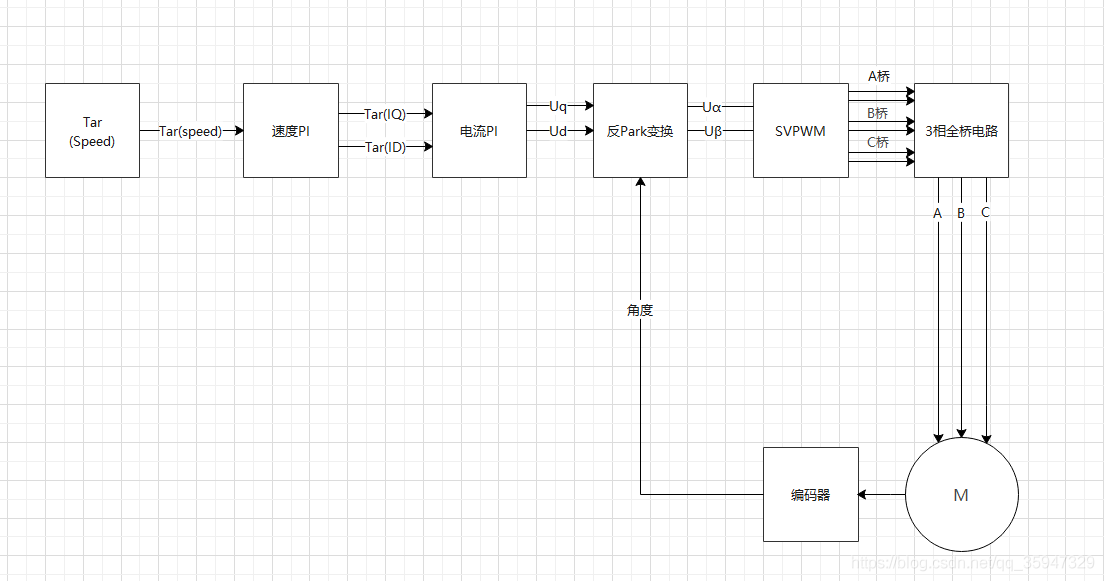 A桥
Tar
(Speed)
Tar(speed)
速度PI
Tar(IQ)
Tar(ID)
电流PI
Uq
Ud
反Park变换
Uα
Uβ
SVPWM
B桥
C桥
3相全桥电路
A
B
C
角度
编码器
M
https://blog.csdn.net/qq_35947329